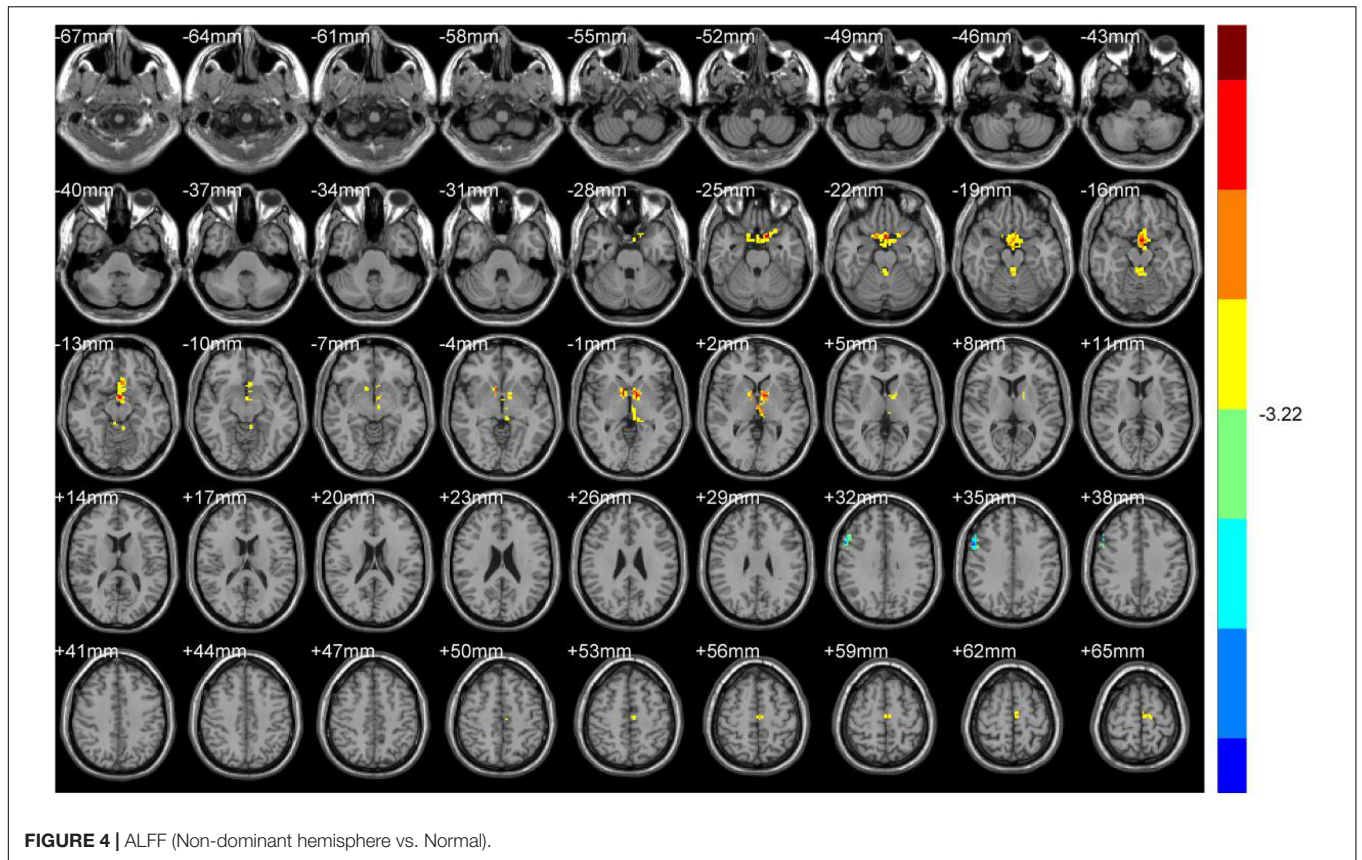 -67mm -64mm -61mm -58mm -55mm -52mm -49mm -46mm -43mm
-40mm -37mm -34mm -31mm -28mm -25mm -22mm -19mm -16mm
-13mm -10mm -7mm -4mm -1mm +2mm +5mm +8mm +11mm
-3.22
+14mm +17mm +20mm +23mm +26mm +29mm +32mm +35mm +38mm
+41mm +44mm +47mm +50mm +53mm +56mm +59mm +62mm +65mm
FIGURE 4 | ALFF (Non-dominant hemisphere vs. Normal).